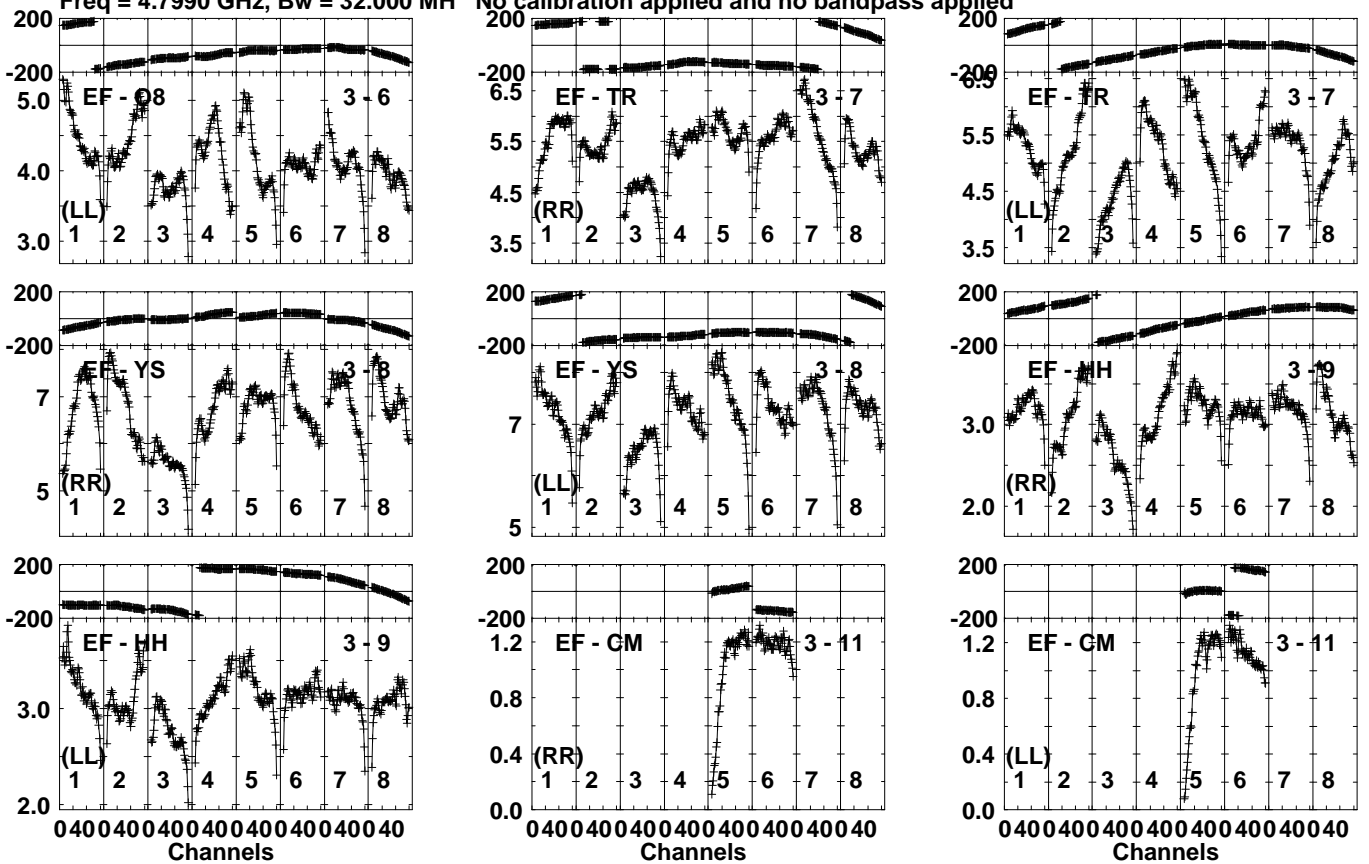 Freq = 4.7990 GHz, Bw = 32.000 MH No calibration applied and no bandpass applied
-200 5.0 4.0 3.0 EF - O8 3 - 6 (LL) 1 2 3 4 5 6 7 8
200 -200 6.5 5.5 4.5 3.5 EF - TR 3 - 7 (RR) 1 2 3 4 5 6 7 8
200 -200 6.5 5.5 4.5 3.5 EF - TR 3 - 7 (LL) 1 2 3 4 5 6 7 8
200 -200 7 5 EF - YS 3 - 8 (RR) 1 2 3 4 5 6 7 8
200 -200 7 5 EF - YS 3 - 8 (LL) 1 2 3 4 5 6 7 8
200 -200 3.0 2.0 EF - HH 3 - 9 (RR) 1 2 3 4 5 6 7 8
200 -200 3.0 2.0 EF - HH 3 - 9 (LL) 1 2 3 4 5 6 7 8
200 -200 1.2 0.8 0.4 0.0 EF - CM 3 - 11 (RR) 1 2 3 4 5 6 7 8
200 -200 1.2 0.8 0.4 0.0 EF - CM 3 - 11 (LL) 1 2 3 4 5 6 7 8
0 40 0 40 0 40 0 40 0 40 0 40 0 40 0 40
Channels
0 40 0 40 0 40 0 40 0 40 0 40 0 40 0 40
Channels
0 40 0 40 0 40 0 40 0 40 0 40 0 40 0 40
Channels